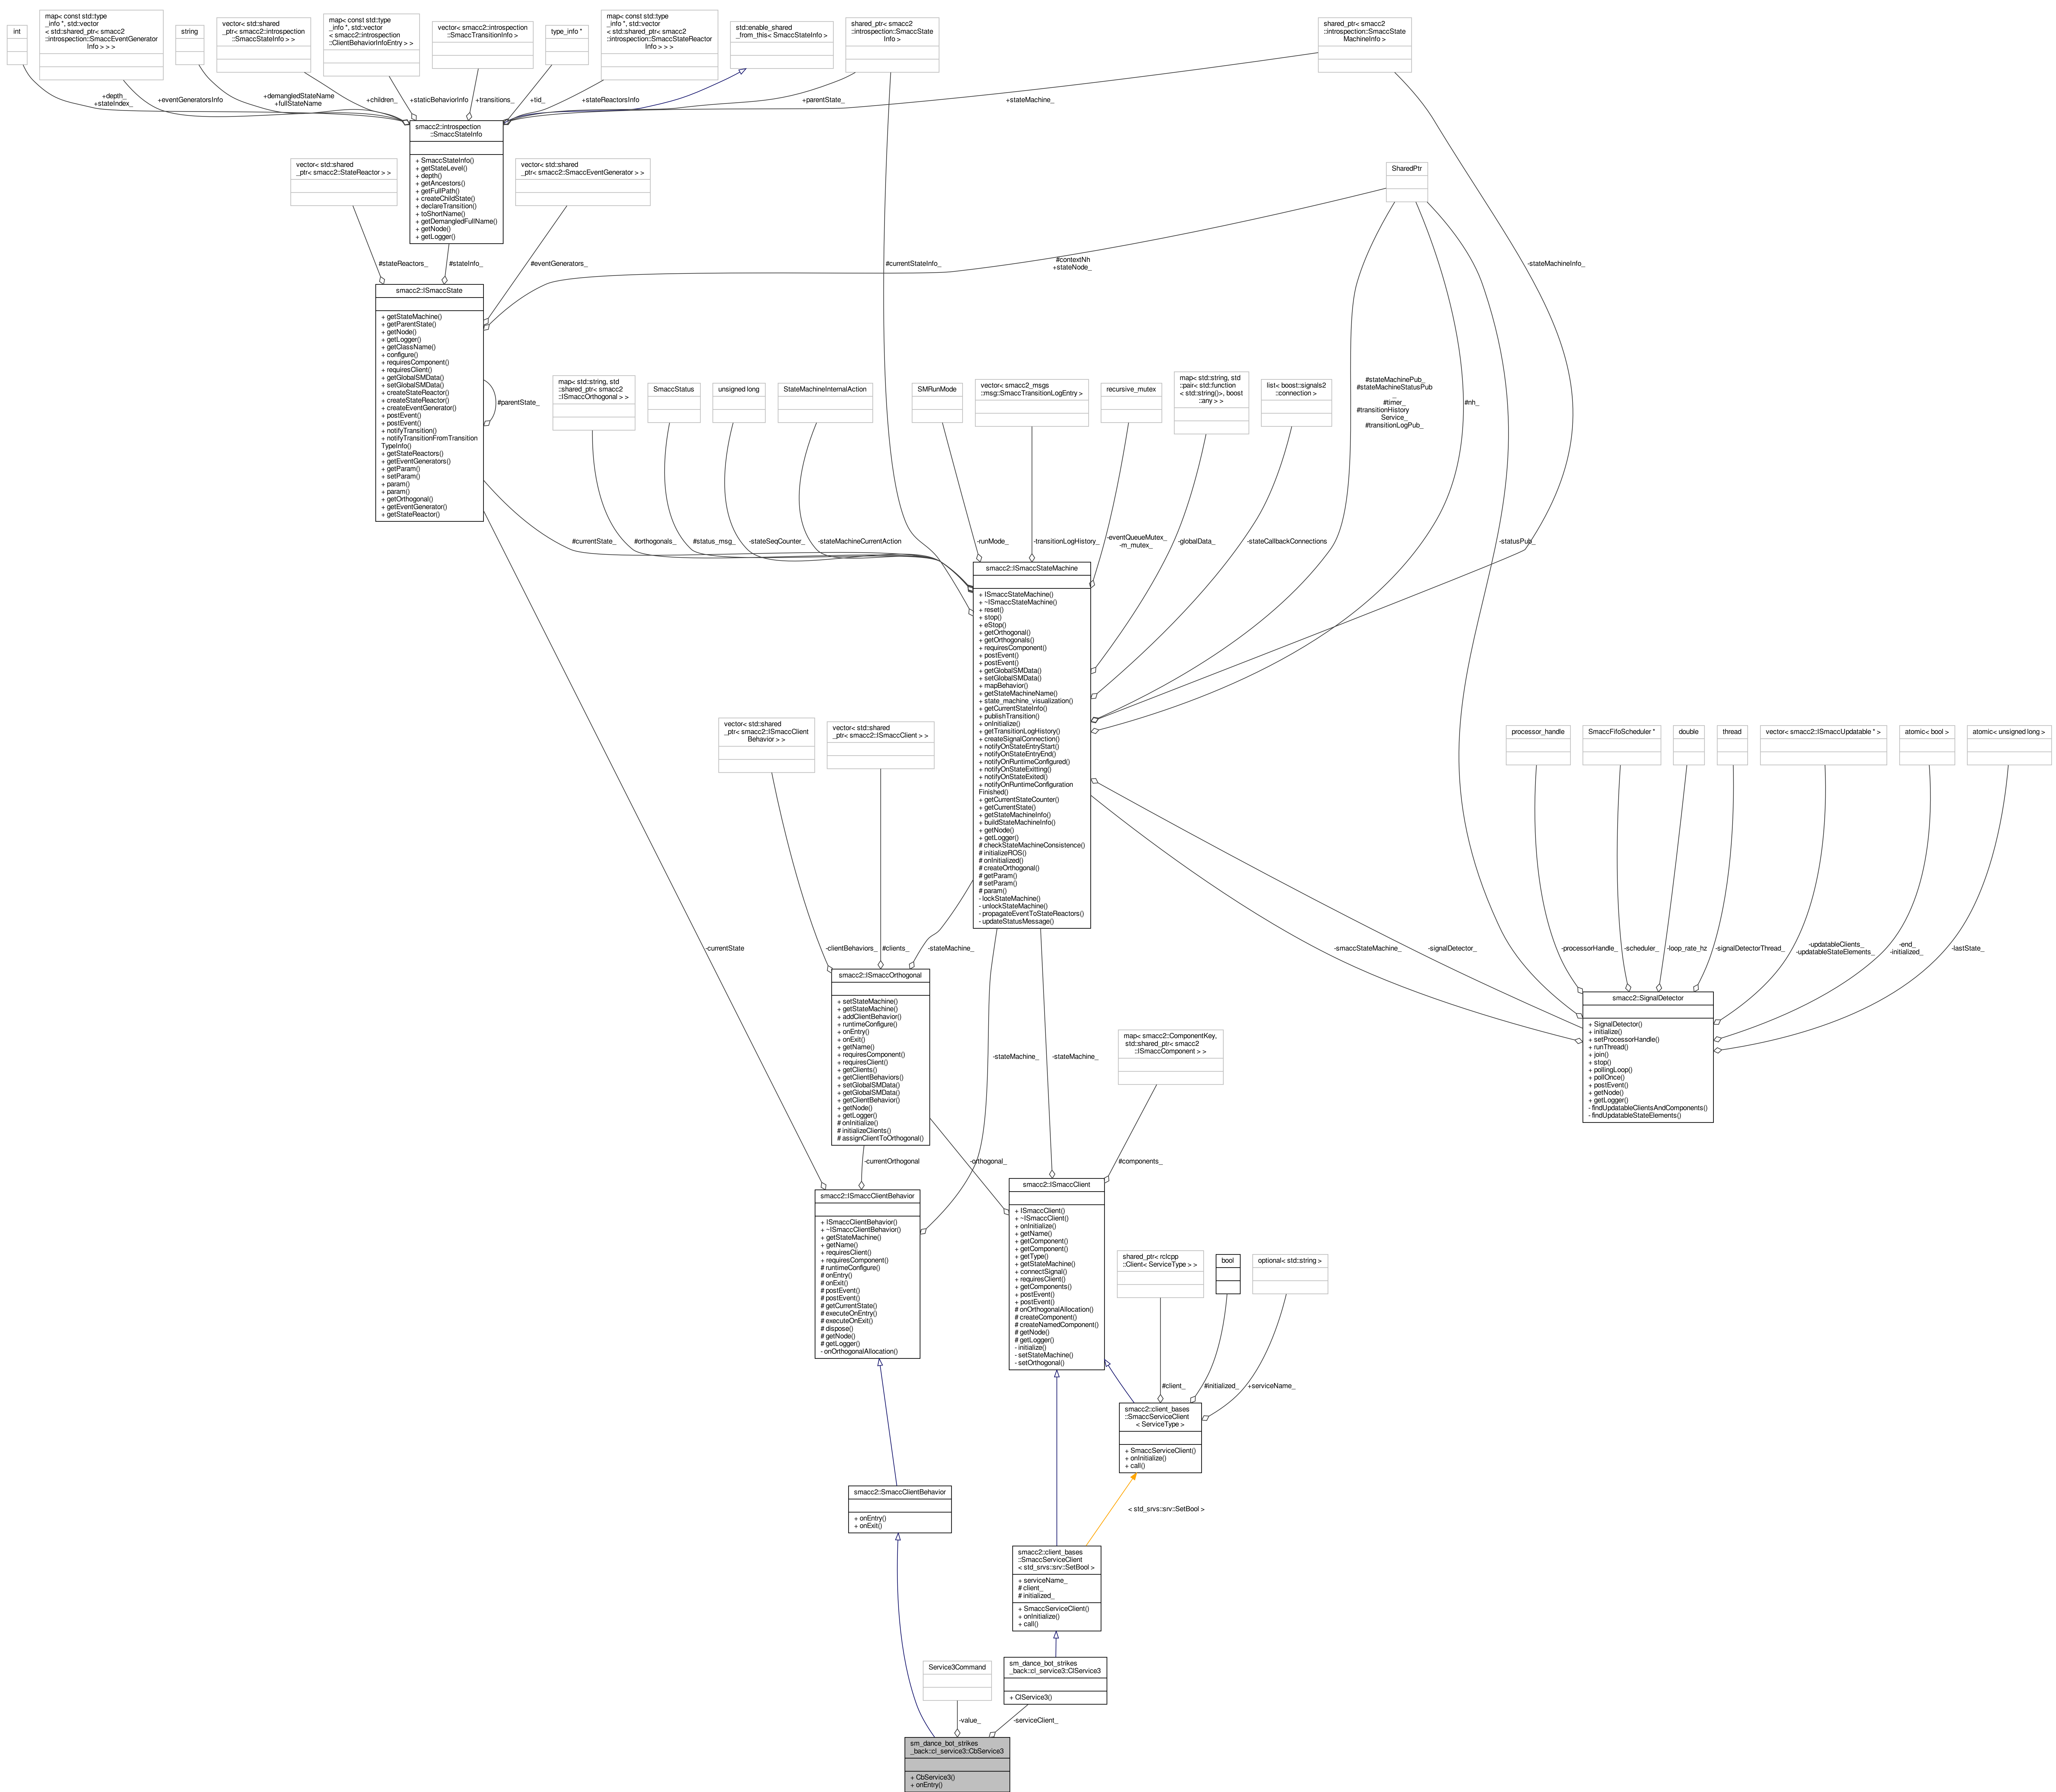 int
map< const std::type
_info *, std::vector
< std::shared_ptr< smacc2
::introspection::SmaccEventGenerator
Info > > >
string
vector< std::shared
_ptr< smacc2::introspection
::SmaccStateInfo > >
map< const std::type
_info *, std::vector
< smacc2::introspection
::ClientBehaviorInfoEntry > >
vector< smacc2::introspection
::SmaccTransitionInfo >
type_info *
map< const std::type
_info *, std::vector
< std::shared_ptr< smacc2
::introspection::SmaccStateReactor
Info > > >
std::enable_shared
_from_this< SmaccStateInfo >
shared_ptr< smacc2
::introspection::SmaccState
Info >
shared_ptr< smacc2
::introspection::SmaccState
MachineInfo >
+depth_
+stateIndex_
+eventGeneratorsInfo
+demangledStateName
+fullStateName
+children_
+staticBehaviorInfo
+transitions_
+tid_
+stateReactorsInfo
+parentState_
+stateMachine_
smacc2::introspection
::SmaccStateInfo
+ SmaccStateInfo()
+ getStateLevel()
+ depth()
+ getAncestors()
+ getFullPath()
+ createChildState()
+ declareTransition()
+ toShortName()
+ getDemangledFullName()
+ getNode()
+ getLogger()
vector< std::shared
_ptr< smacc2::StateReactor > >
vector< std::shared
_ptr< smacc2::SmaccEventGenerator > >
SharedPtr
#stateReactors_
#stateInfo_
#eventGenerators_
#currentStateInfo_
#contextNh
+stateNode_
-stateMachineInfo_
smacc2::ISmaccState
+ getStateMachine()
+ getParentState()
+ getNode()
+ getLogger()
+ getClassName()
+ configure()
+ requiresComponent()
+ requiresClient()
+ getGlobalSMData()
+ setGlobalSMData()
+ createStateReactor()
+ createStateReactor()
+ createEventGenerator()
+ postEvent()
+ postEvent()
+ notifyTransition()
+ notifyTransitionFromTransition
TypeInfo()
+ getStateReactors()
+ getEventGenerators()
+ getParam()
+ setParam()
+ param()
+ param()
+ getOrthogonal()
+ getEventGenerator()
+ getStateReactor()
#parentState_
map< std::string, std
::shared_ptr< smacc2
::ISmaccOrthogonal > >
SmaccStatus
unsigned long
StateMachineInternalAction
SMRunMode
vector< smacc2_msgs
::msg::SmaccTransitionLogEntry >
recursive_mutex
map< std::string, std
::pair< std::function
< std::string()>, boost
::any > >
list< boost::signals2
::connection >
#stateMachinePub_
#stateMachineStatusPub
_
#timer_
#transitionHistory
Service_
#transitionLogPub_
#nh_
#currentState_
#orthogonals_
#status_msg_
-stateSeqCounter_
-stateMachineCurrentAction
-runMode_
-transitionLogHistory_
-eventQueueMutex_
-m_mutex_
-globalData_
-stateCallbackConnections
-statusPub_
smacc2::ISmaccStateMachine
+ ISmaccStateMachine()
+ ~ISmaccStateMachine()
+ reset()
+ stop()
+ eStop()
+ getOrthogonal()
+ getOrthogonals()
+ requiresComponent()
+ postEvent()
+ postEvent()
+ getGlobalSMData()
+ setGlobalSMData()
+ mapBehavior()
+ getStateMachineName()
+ state_machine_visualization()
+ getCurrentStateInfo()
+ publishTransition()
+ onInitialize()
+ getTransitionLogHistory()
+ createSignalConnection()
+ notifyOnStateEntryStart()
+ notifyOnStateEntryEnd()
+ notifyOnRuntimeConfigured()
+ notifyOnStateExitting()
+ notifyOnStateExited()
+ notifyOnRuntimeConfiguration
Finished()
+ getCurrentStateCounter()
+ getCurrentState()
+ getStateMachineInfo()
+ buildStateMachineInfo()
+ getNode()
+ getLogger()
# checkStateMachineConsistence()
# initializeROS()
# onInitialized()
# createOrthogonal()
# getParam()
# setParam()
# param()
- lockStateMachine()
- unlockStateMachine()
- propagateEventToStateReactors()
- updateStatusMessage()
vector< std::shared
_ptr< smacc2::ISmaccClient
Behavior > >
vector< std::shared
_ptr< smacc2::ISmaccClient > >
processor_handle
SmaccFifoScheduler *
double
thread
vector< smacc2::ISmaccUpdatable * >
atomic< bool >
atomic< unsigned long >
-currentState
-clientBehaviors_
#clients_
-stateMachine_
-smaccStateMachine_
-signalDetector_
-processorHandle_
-scheduler_
-loop_rate_hz
-signalDetectorThread_
-updatableClients_
-updatableStateElements_
-end_
-initialized_
-lastState_
smacc2::ISmaccOrthogonal
+ setStateMachine()
+ getStateMachine()
+ addClientBehavior()
+ runtimeConfigure()
+ onEntry()
+ onExit()
+ getName()
+ requiresComponent()
+ requiresClient()
+ getClients()
+ getClientBehaviors()
+ setGlobalSMData()
+ getGlobalSMData()
+ getClientBehavior()
+ getNode()
+ getLogger()
# onInitialize()
# initializeClients()
# assignClientToOrthogonal()
smacc2::SignalDetector
+ SignalDetector()
+ initialize()
+ setProcessorHandle()
+ runThread()
+ join()
+ stop()
+ pollingLoop()
+ pollOnce()
+ postEvent()
+ getNode()
+ getLogger()
- findUpdatableClientsAndComponents()
- findUpdatableStateElements()
-stateMachine_
-stateMachine_
map< smacc2::ComponentKey,
std::shared_ptr< smacc2
::ISmaccComponent > >
-currentOrthogonal
-orthogonal_
#components_
smacc2::ISmaccClientBehavior
+ ISmaccClientBehavior()
+ ~ISmaccClientBehavior()
+ getStateMachine()
+ getName()
+ requiresClient()
+ requiresComponent()
# runtimeConfigure()
# onEntry()
# onExit()
# postEvent()
# postEvent()
# getCurrentState()
# executeOnEntry()
# executeOnExit()
# dispose()
# getNode()
# getLogger()
- onOrthogonalAllocation()
smacc2::ISmaccClient
+ ISmaccClient()
+ ~ISmaccClient()
+ onInitialize()
+ getName()
+ getComponent()
+ getComponent()
+ getType()
+ getStateMachine()
+ connectSignal()
+ requiresClient()
+ getComponents()
+ postEvent()
+ postEvent()
# onOrthogonalAllocation()
# createComponent()
# createNamedComponent()
# getNode()
# getLogger()
- initialize()
- setStateMachine()
- setOrthogonal()
shared_ptr< rclcpp
::Client< ServiceType > >
bool
optional< std::string >
#client_
#initialized_
+serviceName_
smacc2::client_bases
::SmaccServiceClient
< ServiceType >
+ SmaccServiceClient()
+ onInitialize()
+ call()
smacc2::SmaccClientBehavior
+ onEntry()
+ onExit()
< std_srvs::srv::SetBool >
smacc2::client_bases
::SmaccServiceClient
< std_srvs::srv::SetBool >
+ serviceName_
# client_
# initialized_
+ SmaccServiceClient()
+ onInitialize()
+ call()
Service3Command
sm_dance_bot_strikes
_back::cl_service3::ClService3
+ ClService3()
-value_
-serviceClient_
sm_dance_bot_strikes
_back::cl_service3::CbService3
+ CbService3()
+ onEntry()